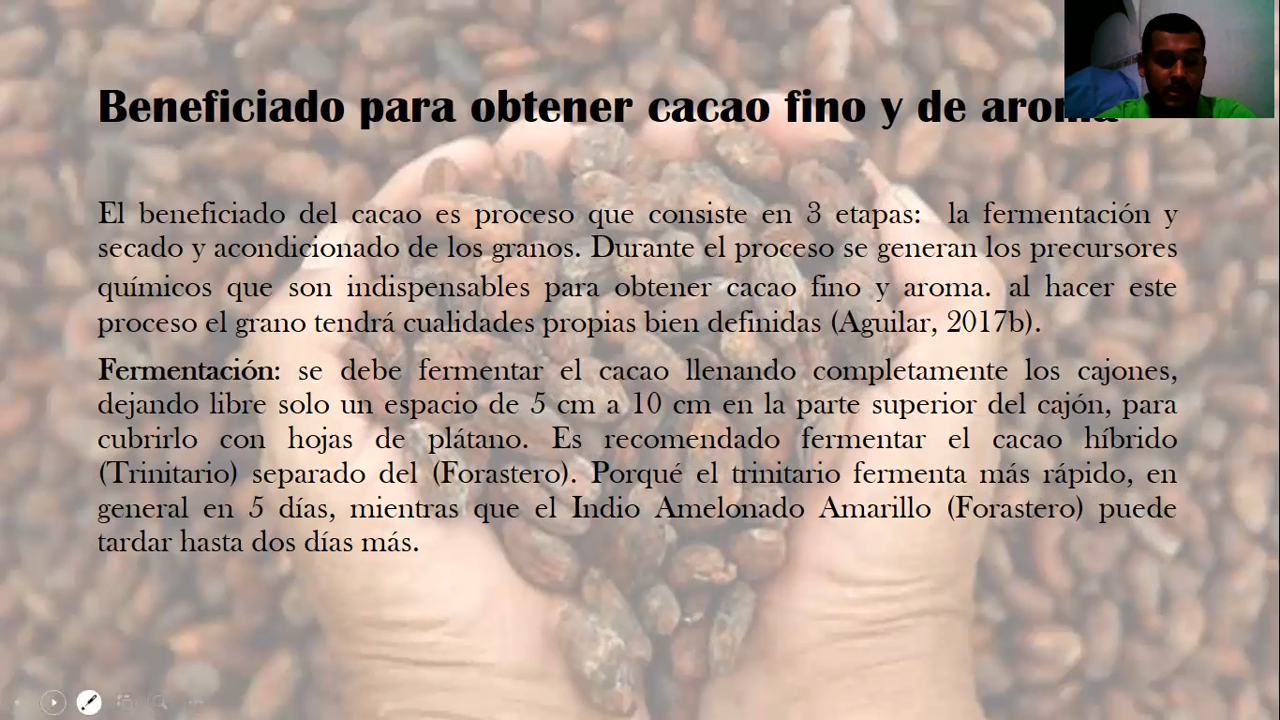 Beneficiado para obtener cacao fino y de aroma
El beneficiado del cacao es proceso que consiste en 3 etapas: la fermentación y
secado y acondicionado de los granos. Durante el proceso se generan los precursores
químicos que son indispensables para obtener cacao fino y aroma. al hacer este
proceso el grano tendrá cualidades propias bien definidas (Aguilar, 2017b).
Fermentación: se debe fermentar el cacao llenando completamente los cajones,
dejando libre solo un espacio de 5 cm a 10 cm en la parte superior del cajón, para
cubrirlo con hojas de plátano. Es recomendado fermentar el cacao híbrido
(Trinitario) separado del (Forastero). Porqué el trinitario fermenta más rápido, en
general en 5 días, mientras que el Indio Amelonado Amarillo (Forastero) puede
tardar hasta dos días más.